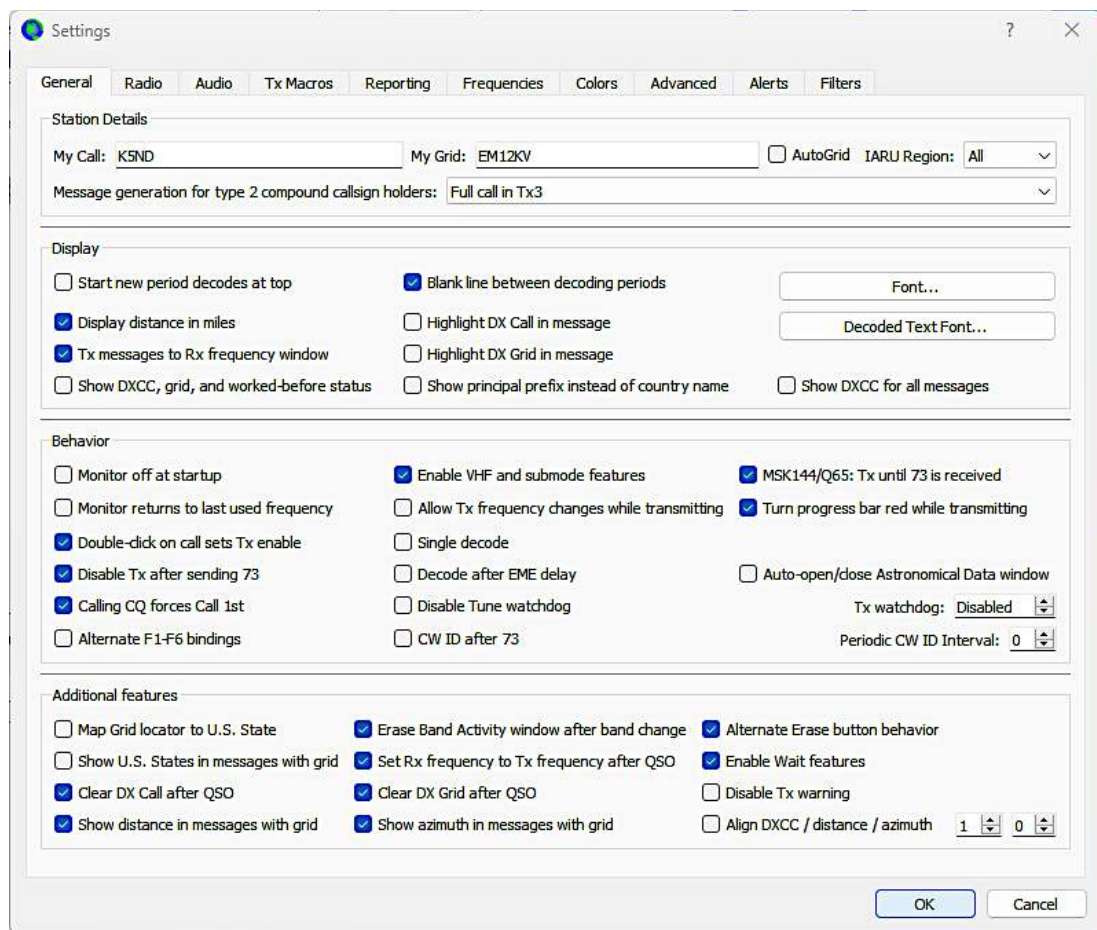 Settings
General Radio Audio Tx Macros Reporting Frequencies Colors Advanced Alerts Filters
Station Details
My Call: K5ND My Grid: EM12KV AutoGrid IARU Region: All
Message generation for type 2 compound callsign holders: Full call in Tx3
Display
Start new period decodes at top Blank line between decoding periods Font...
Display distance in miles Highlight DX Call in message Decoded Text Font...
Tx messages to Rx frequency window Highlight DX Grid in message
Show DXCC, grid, and worked-before status Show principal prefix instead of country name Show DXCC for all messages
Behavior
Monitor off at startup Enable VHF and submode features MSK144/Q65: Tx until 73 is received
Monitor returns to last used frequency Allow Tx frequency changes while transmitting Turn progress bar red while transmitting
Double-click on call sets Tx enable Single decode
Disable Tx after sending 73 Decode after EME delay Auto-open/close Astronomical Data window
Calling CQ forces Call 1st Disable Tune watchdog Tx watchdog: Disabled
Alternate F1-F6 bindings CW ID after 73 Periodic CW ID Interval: 0
Additional features
Map Grid locator to U.S. State Erase Band Activity window after band change Alternate Erase button behavior
Show U.S. States in messages with grid Set Rx frequency to Tx frequency after QSO Enable Wait features
Clear DX Call after QSO Clear DX Grid after QSO Disable Tx warning
Show distance in messages with grid Show azimuth in messages with grid Align DXCC / distance / azimuth 1 0
OK Cancel